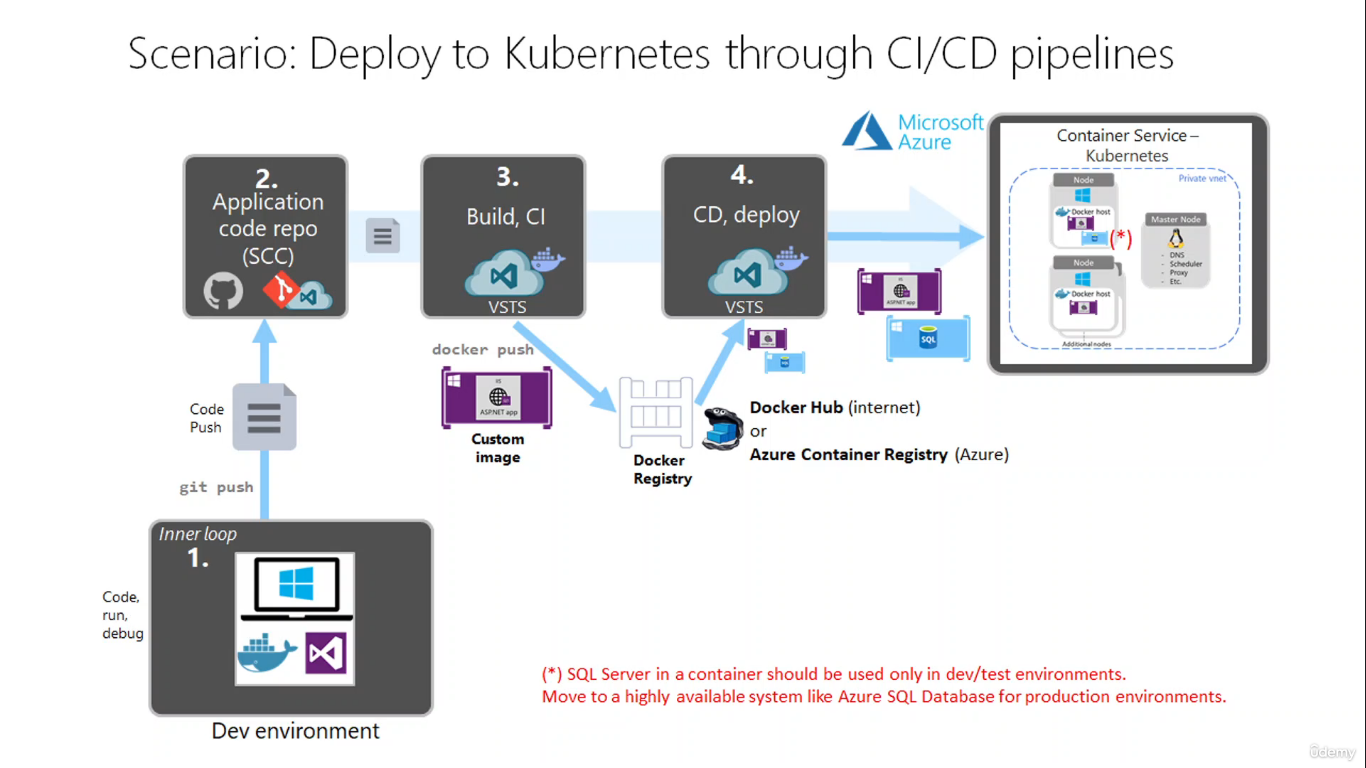 Scenario: Deploy to Kubernetes through CI/CD pipelines
Microsoft
Azure
2.
Application
code repo
(SCC)
3.
Build, CI
VSTS
4.
CD, deploy
VSTS
Container Service –
Kubernetes
Private vnet
Node
Docker host
(*)
Node
Docker host
Additional nodes
Master Node
- DNS
- Scheduler
- Proxy
- Etc.
docker push
IIS
ASP.NET app
Custom
image
Docker
Registry
ASP.NET app
SQL
Docker Hub (internet)
or
Azure Container Registry (Azure)
Code
Push
git push
Inner loop
1.
Code,
run,
debug
Dev environment
(*) SQL Server in a container should be used only in dev/test environments.
Move to a highly available system like Azure SQL Database for production environments.
ûdemy